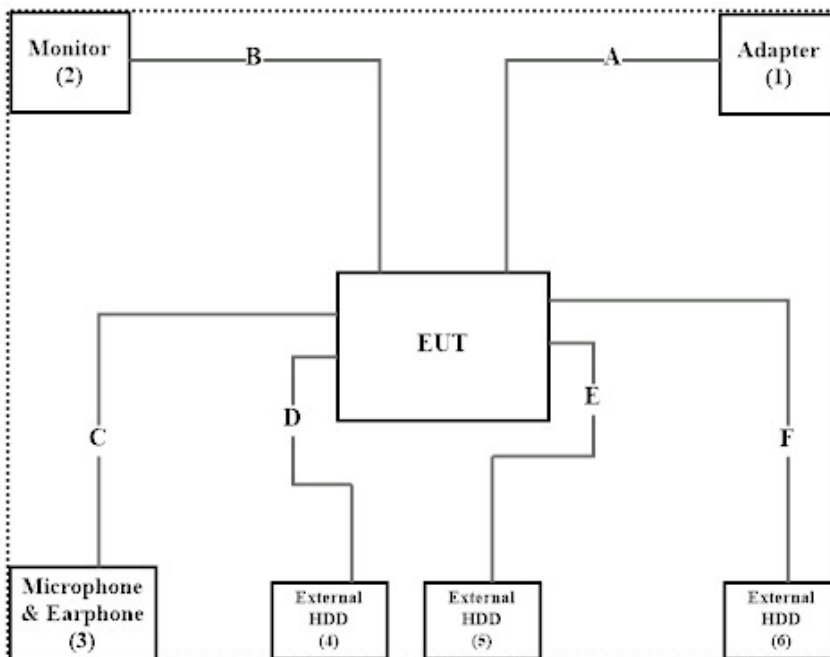 Monitor
(2)
B
A
Adapter
(1)
EUT
C
D
E
F
Microphone
& Earphone
(3)
External
HDD
(4)
External
HDD
(5)
External
HDD
(6)